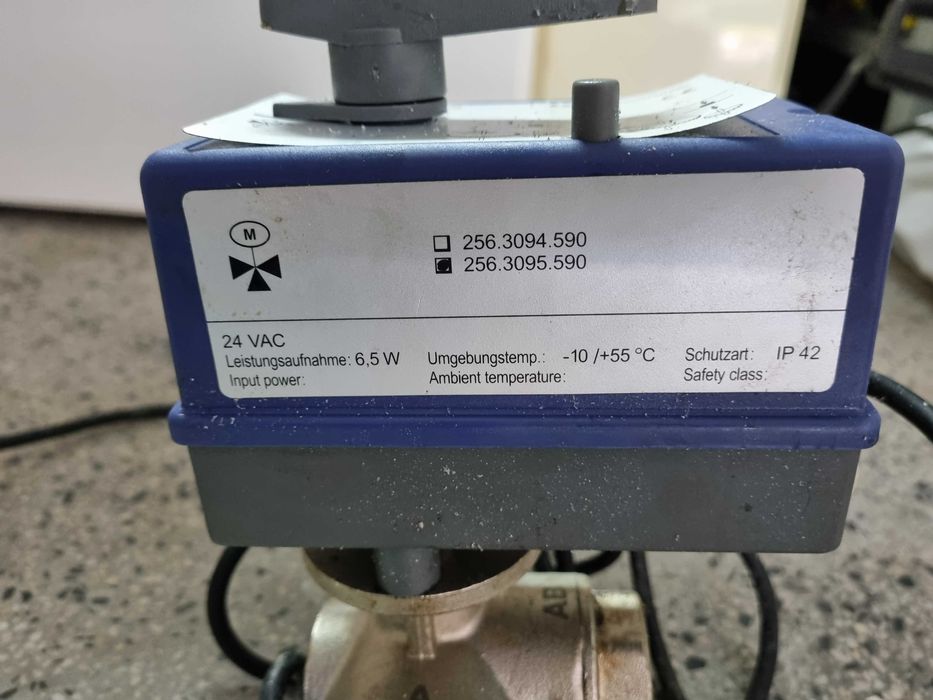 M
256.3094.590
256.3095.590
24 VAC
Leistungsaufnahme: 6,5 W Umgebungstemp.: -10 /+55 °C Schutzart: IP 42
Input power: Ambient temperature: Safety class:
AB
A